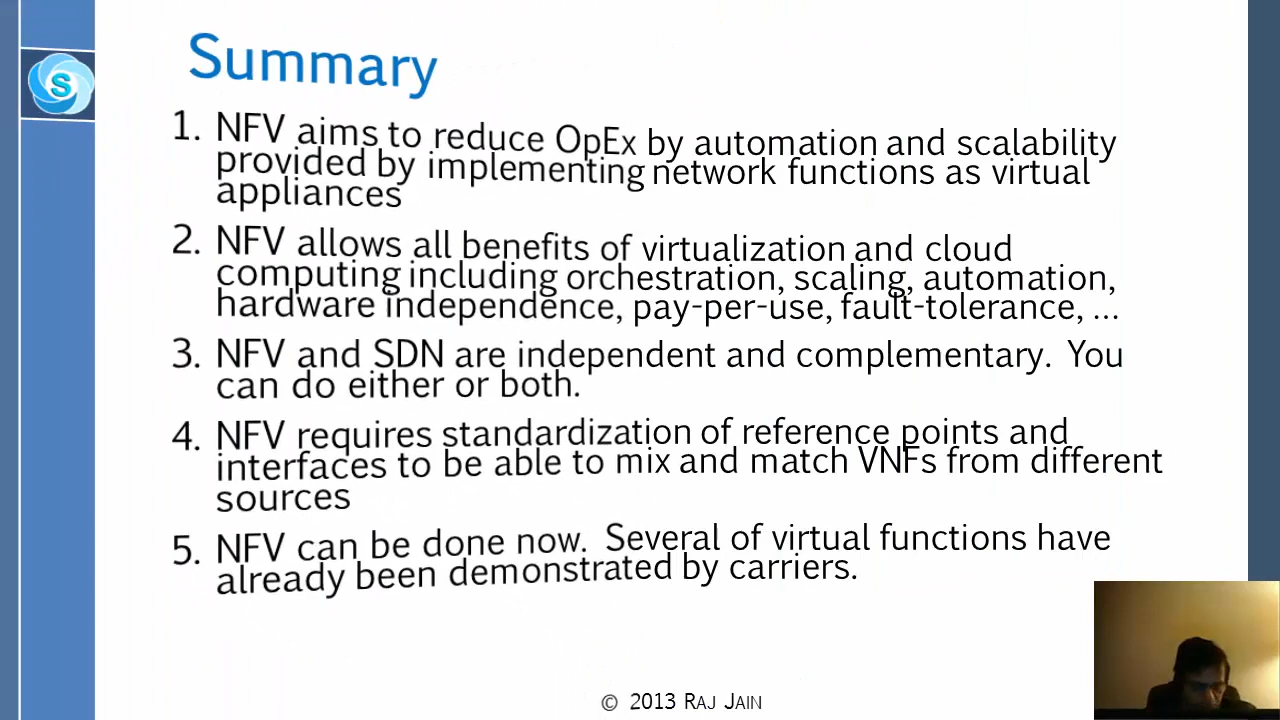 S
Summary
1. NFV aims to reduce OpEx by automation and scalability
provided by implementing network functions as virtual
appliances
2. NFV allows all benefits of virtualization and cloud
computing including orchestration, scaling, automation,
hardware independence, pay-per-use, fault-tolerance, ...
3. NFV and SDN are independent and complementary. You
can do either or both.
4. NFV requires standardization of reference points and
interfaces to be able to mix and match VNFs from different
sources
5. NFV can be done now. Several of virtual functions have
already been demonstrated by carriers.
© 2013 RAJ JAIN